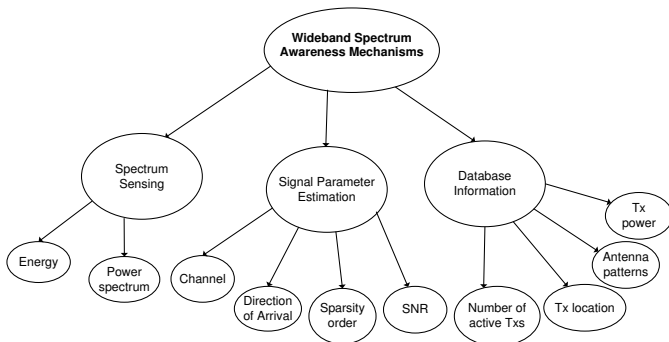 Wideband Spectrum
Awareness Mechanisms
Spectrum
Sensing
Signal Parameter
Estimation
Database
Information
Energy
Power
spectrum
Channel
Direction
of Arrival
Sparsity
order
SNR
Number of
active Txs
Tx location
Antenna
patterns
Tx
power